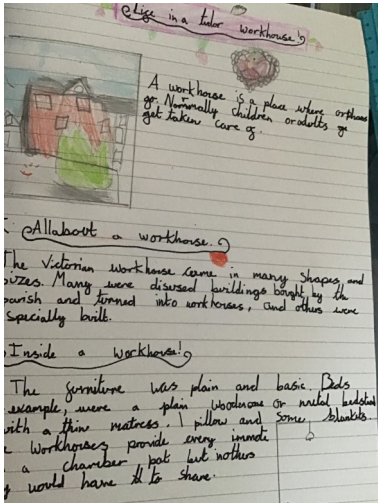 Life in a tudor workhouse!
A workhouse is a place where orphans
go. Normally children or adults go
get taken care of.
All about a workhouse.
The Victorian workhouse came in many shapes and
sizes. Many were disused buildings bought by the
parish and turned into workhouses, and others were
specially built.
Inside a workhouse!
The furniture was plain and basic. Beds
example, were a plain woodenone or metal bedstead
with a thin matress. 1 pillow and some blankets.
Workhouses provide every
a chamber pot but
would have to share.